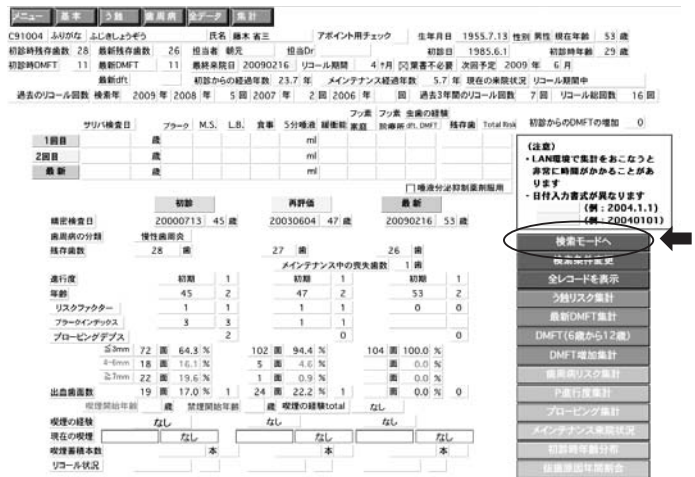 メニュー 基本 う蝕 歯周病 全データ 集計
C91004 ふりがな ふじきしょうぞう 氏名 藤木 省三 アポイント用チェック 生年月日 1955.7.13 性別 男性 現在年齢 53 歳
初診時残存歯数 28 最新残存歯数 26 担当者 朝元 担当Dr 初診日 1985.6.1 初診時年齢 29 歳
初診時DMFT 11 最新DMFT 11 最終来院日 20090216 リコール期間 4 ヶ月 葉書不必要 次回予定 2009 年 6 月
最新dft 初診からの経過年数 23.7 年 メインテナンス経過年数 5.7 年 現在の来院状況 リコール期間中
過去のリコール回数 検索年 2009 年 2008 年 5 回 2007 年 2 回 2006 年 回 過去3年間のリコール回数 7 回 リコール総回数 16 回
フッ素 フッ素 虫歯の経験
サリバ検査日 プラーク M.S. L.B. 食事 5分唾液 緩衝能 家庭 診療所 dft. DMFT 残存歯 Total Risk 初診からのDMFTの増加 0
1回目 歳 ml
2回目 歳 ml
最新 歳 ml
唾液分泌抑制薬剤服用
(注意)
・LAN環境で集計をおこなうと
非常に時間がかかることがあ
ります
・日付入力書式が異なります
(例:2004.1.1)
(例:20040101)
初診 再評価 最新
精密検査日 20000713 45 歳 20030604 47 歳 20090216 53 歳
歯周病の分類 慢性歯周炎
残存歯数 28 歯 27 歯 26 歯
メインテナンス中の喪失歯数 1 歯
進行度 初期 1 初期 1 初期 1
年齢 45 2 47 2 53 2
リスクファクター 1 1 1 1 0 0
プラークインデックス 3 3 1 1
プロービングデプス 2 0 0
≦3mm 72 面 64.3 % 102 面 94.4 % 104 面 100.0 %
4-6mm 18 面 16.1 % 5 面 4.6 % 面 0.0 %
≧7mm 22 面 19.6 % 1 面 0.9 % 面 0.0 %
出血歯面数 19 面 17.0 % 1 24 面 22.2 % 1 面 0.0 % 0
喫煙開始年齢 歳 禁煙開始年齢 歳 喫煙の経験total なし
喫煙の経験 なし なし なし
現在の喫煙 なし なし なし
喫煙蓄積本数 本 本 本
リコール状況
検索モードへ
検索条件変更
全レコードを表示
う蝕リスク集計
最新DMFT集計
DMFT(6歳から12歳)
DMFT増加集計
歯周病リスク集計
P進行度集計
プロービング集計
メインテナンス来院状況
初診時年齢分布
抜歯原因年間割合